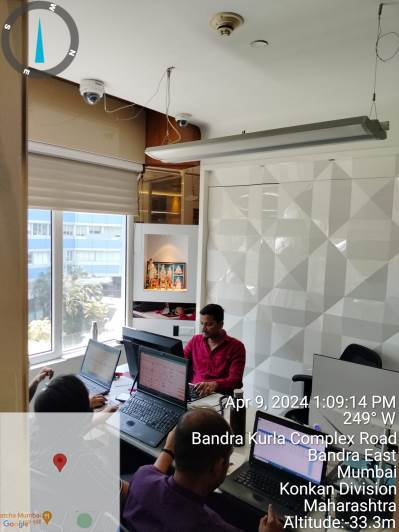 W
S
N
E
Apr 9, 2024 1:09:14 PM
249° W
Bandra Kurla Complex Road
Bandra East
Mumbai
Konkan Division
Maharashtra
Altitude:-33.3m
Google